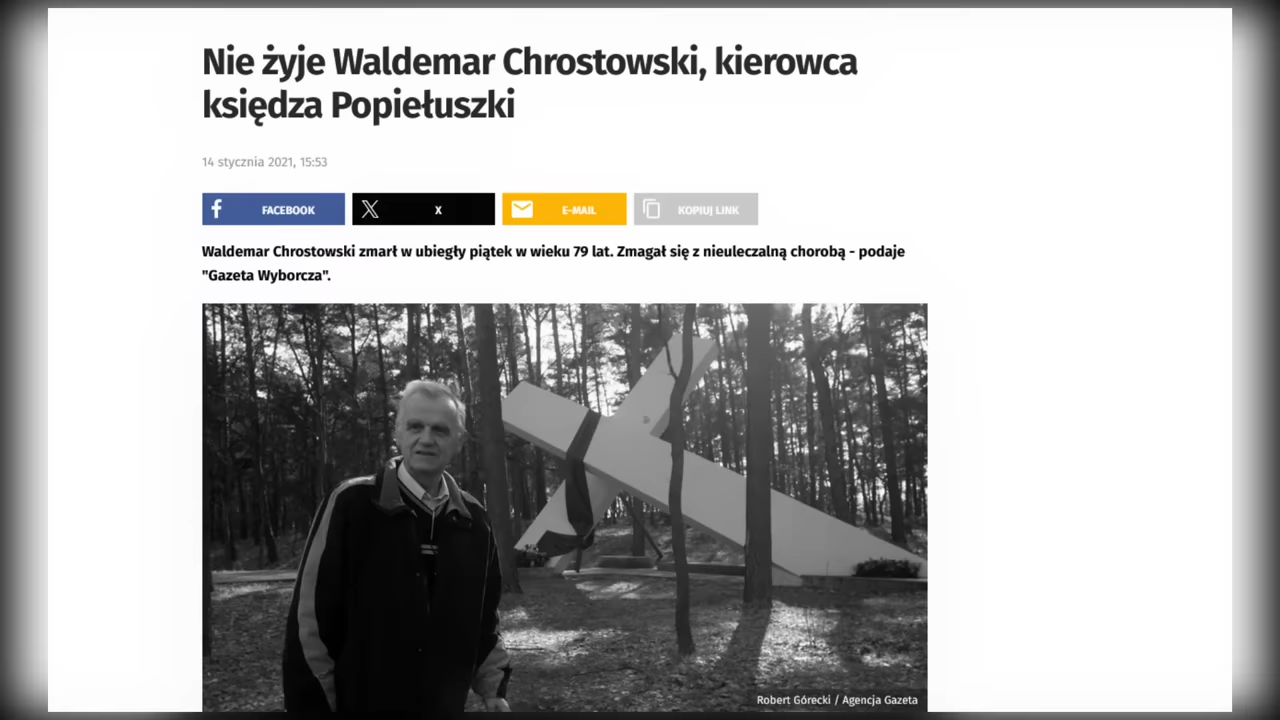 Nie żyje Waldemar Chrostowski, kierowca
księdza Popiełuszki
14 stycznia 2021, 15:53
FACEBOOK
X
E-MAIL
KOPIUJ LINK
Waldemar Chrostowski zmarł w ubiegły piątek w wieku 79 lat. Zmagał się z nieuleczalną chorobą - podaje
"Gazeta Wyborcza".
Robert Górecki / Agencja Gazeta